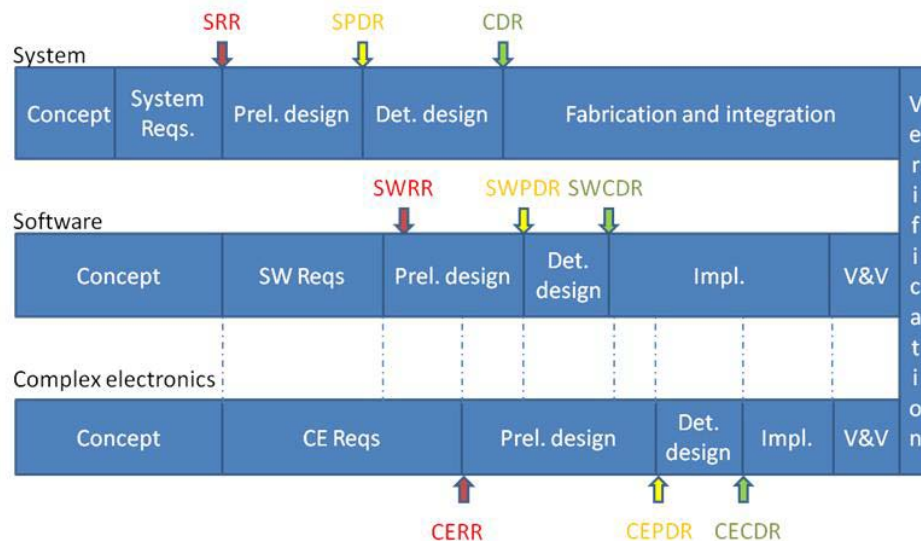 SRR SPDR CDR
System
Concept System Reqs. Prel. design Det. design Fabrication and integration
SWRR SWPDR SWCDR
Software
Concept SW Reqs Prel. design Det. design Impl. V&V
Complex electronics
Concept CE Reqs Prel. design Det. design Impl. V&V
CERR CEPDR CECDR
Verification